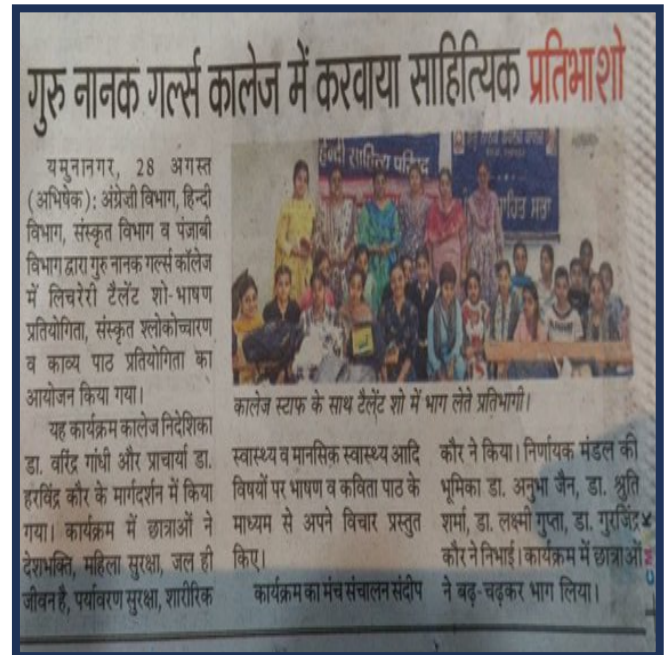 गुरु नानक गर्ल्स कालेज में करवाया साहित्यिक प्रतिभा शो
यमुनानगर, 28 अगस्त
(अभिषेक): अंग्रेजी विभाग, हिन्दी
विभाग, संस्कृत विभाग व पंजाबी
विभाग द्वारा गुरु नानक गर्ल्स कॉलेज
में लिचरेरी टैलेंट शो-भाषण
प्रतियोगिता, संस्कृत श्लोकोच्चारण
व काव्य पाठ प्रतियोगिता का
आयोजन किया गया।
यह कार्यक्रम कालेज निदेशिका
डा. वरिंद्र गांधी और प्राचार्या डा.
हरविंद्र कौर के मार्गदर्शन में किया
गया। कार्यक्रम में छात्राओं ने
देशभक्ति, महिला सुरक्षा, जल ही
जीवन है, पर्यावरण सुरक्षा, शारीरिक
हिन्दी साहित्य परिषद
ਸਾਹਿਤ ਸਭਾ
कालेज स्टाफ के साथ टैलेंट शो में भाग लेते प्रतिभागी।
स्वास्थ्य व मानसिक स्वास्थ्य आदि
विषयों पर भाषण व कविता पाठ के
माध्यम से अपने विचार प्रस्तुत
किए।
कार्यक्रम का मंच संचालन संदीप
कौर ने किया। निर्णायक मंडल की
भूमिका डा. अनुभा जैन, डा. श्रुति
शर्मा, डा. लक्ष्मी गुप्ता, डा. गुरजिंद्र
कौर ने निभाई। कार्यक्रम में छात्राओं
ने बढ़-चढ़कर भाग लिया।